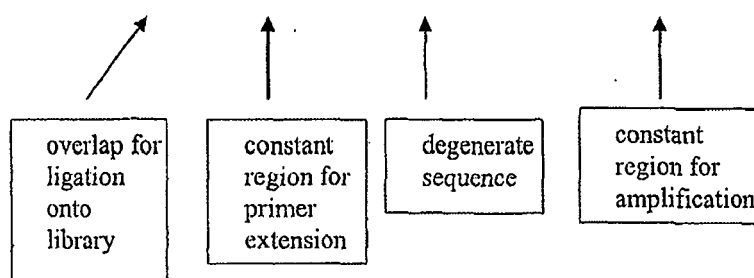 overlap for
ligation
onto
library
constant
region for
primer
extension
degenerate
sequence
constant
region for
amplification